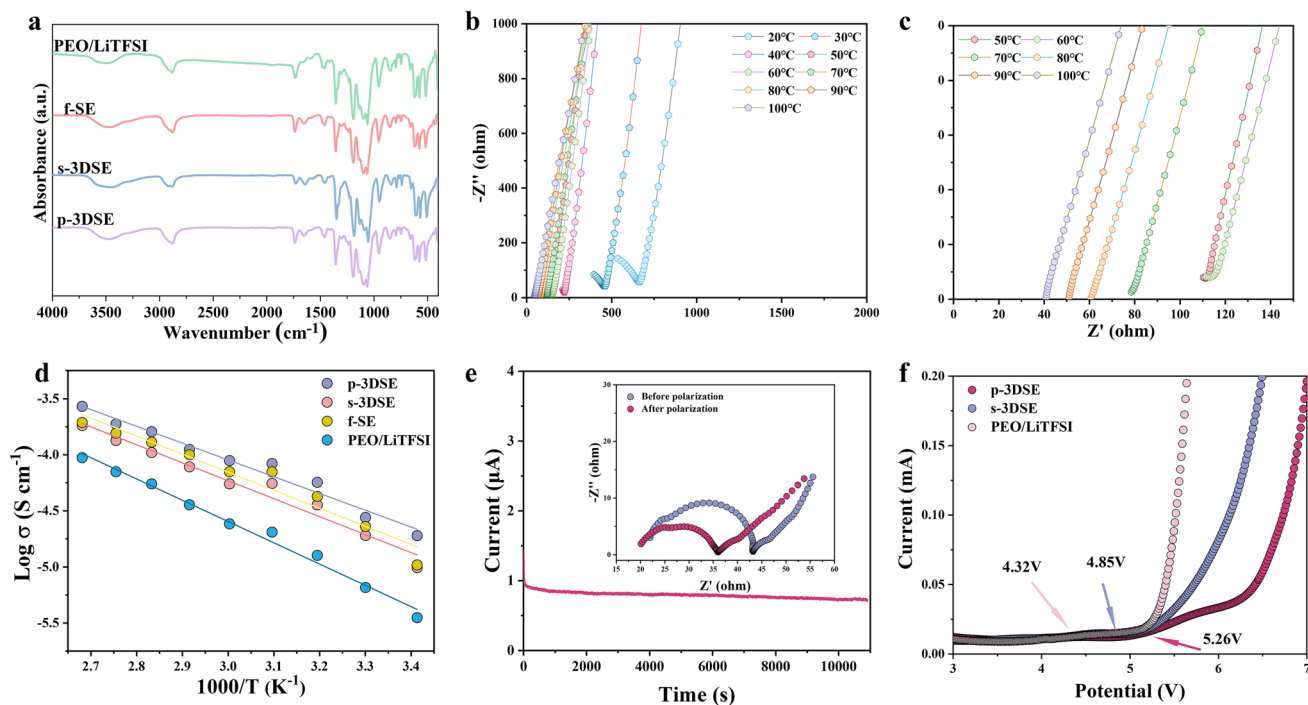 a
PEO/LiTFSI
f-SE
s-3DSE
p-3DSE
Absorbance (a.u.)
4000 3500 3000 2500 2000 1500 1000 500
Wavenumber (cm⁻¹)
b
20℃ 30℃
40℃ 50℃
60℃ 70℃
80℃ 90℃
100℃
-Z'' (ohm)
1000
800
600
400
200
0
0 500 1000 1500 2000
c
50℃ 60℃
70℃ 80℃
90℃ 100℃
0
0
0
0
0
0
0 20 40 60 80 100 120 140
Z' (ohm)
d
p-3DSE
s-3DSE
f-SE
PEO/LiTFSI
Log σ (S cm⁻¹)
-3.5
-4.0
-4.5
-5.0
-5.5
2.7 2.8 2.9 3.0 3.1 3.2 3.3 3.4
1000/T (K⁻¹)
e
Current (μA)
4
3
2
1
0
0 2000 4000 6000 8000 10000
Time (s)
Before polarization
After polarization
-Z'' (ohm)
30
20
10
0
15 20 25 30 35 40 45 50 55 60
Z' (ohm)
f
p-3DSE
s-3DSE
PEO/LiTFSI
4.32V
4.85V
5.26V
Current (mA)
0.20
0.15
0.10
0.05
0.00
3 4 5 6 7
Potential (V)